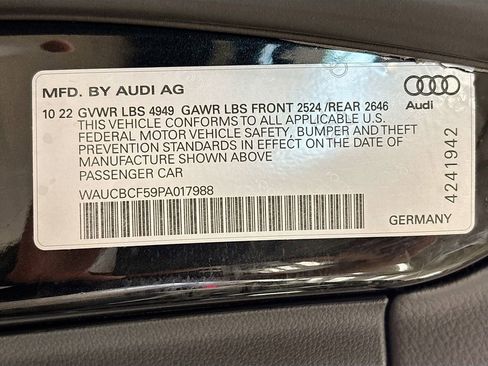 MFD. BY AUDI AG
10 22 GVWR LBS 4949 GAWR LBS FRONT 2524 /REAR 2646
THIS VEHICLE CONFORMS TO ALL APPLICABLE U.S.
FEDERAL MOTOR VEHICLE SAFETY, BUMPER AND THEFT
PREVENTION STANDARDS IN EFFECT ON THE DATE OF
MANUFACTURE SHOWN ABOVE
PASSENGER CAR
WAUCBCF59PA017988
Audi
4241942
GERMANY